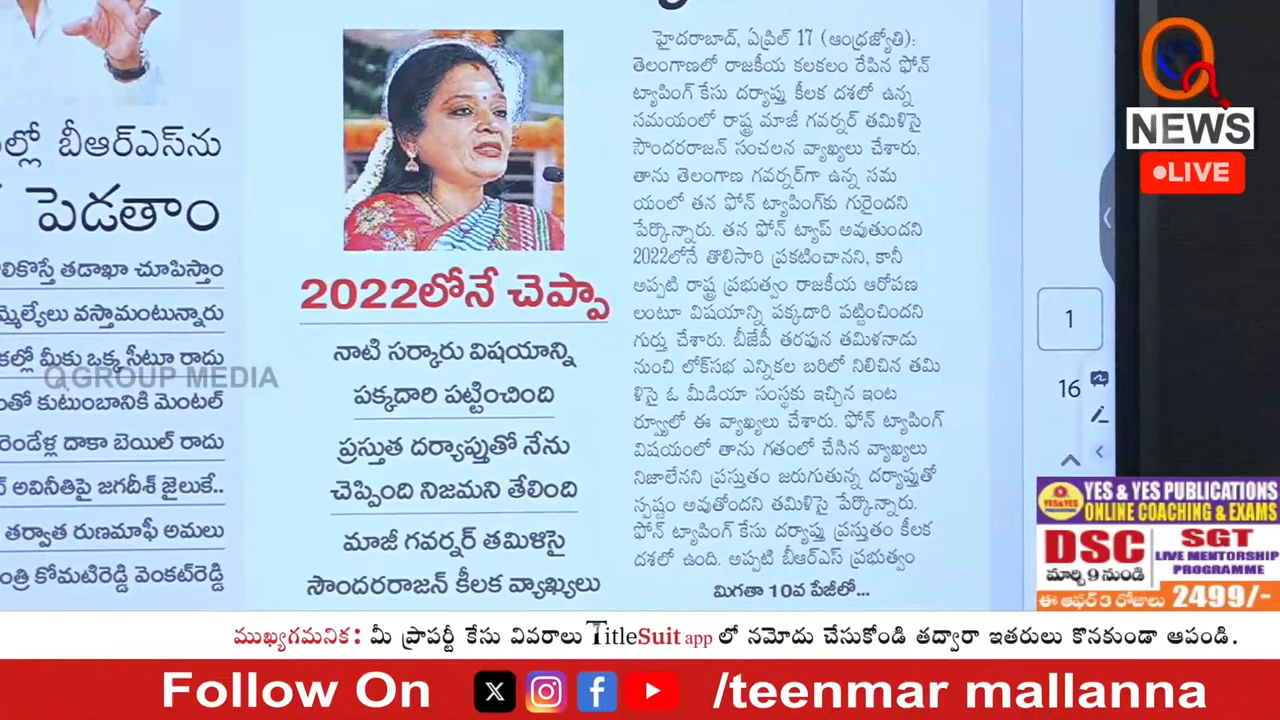 ల్లో బీఆర్ఎస్‌ను
పెడతాం
తడాఖా చూపిస్తాం
వస్తామంటున్నారు
మీకు ఒక్క సీటూ రాదు
కుటుంబానికి మెంటల్
రెండేళ్ల దాకా బెయిల్ రాదు
అవినీతిపై జగదీశ్ జైలుకే..
తర్వాత రుణమాఫీ అమలు
కోమటిరెడ్డి వెంకట్‌రెడ్డి
GROUP MEDIA
2022లోనే చెప్పా
నాటి సర్కారు విషయాన్ని
పక్కదారి పట్టించింది
ప్రస్తుత దర్యాప్తుతో నేను
చెప్పింది నిజమని తేలింది
మాజీ గవర్నర్ తమిళిసై
సౌందరరాజన్ కీలక వ్యాఖ్యలు
హైదరాబాద్, ఏప్రిల్ 17 (ఆంధ్రజ్యోతి):
తెలంగాణలో రాజకీయ కలకలం రేపిన ఫోన్
ట్యాపింగ్ కేసు దర్యాప్తు కీలక దశలో ఉన్న
సమయంలో రాష్ట్ర మాజీ గవర్నర్ తమిళిసై
సౌందరరాజన్ సంచలన వ్యాఖ్యలు చేశారు.
తాను తెలంగాణ గవర్నర్‌గా ఉన్న సమ
యంలో తన ఫోన్ ట్యాపింగ్‌కు గురైందని
పేర్కొన్నారు. తన ఫోన్ ట్యాప్ అవుతుందని
2022లోనే తొలిసారి ప్రకటించానని, కానీ
అప్పటి రాష్ట్ర ప్రభుత్వం రాజకీయ ఆరోపణ
లంటూ విషయాన్ని పక్కదారి పట్టించిందని
గుర్తు చేశారు. బీజేపీ తరపున తమిళనాడు
నుంచి లోక్‌సభ ఎన్నికల బరిలో నిలిచిన తమి
ళిసై ఓ మీడియా సంస్థకు ఇచ్చిన ఇంట
ర్వ్యూలో ఈ వ్యాఖ్యలు చేశారు. ఫోన్ ట్యాపింగ్
విషయంలో తాను గతంలో చేసిన వ్యాఖ్యలు
నిజాలేనని ప్రస్తుతం జరుగుతున్న దర్యాప్తుతో
స్పష్టం అవుతోందని తమిళిసై పేర్కొన్నారు.
ఫోన్ ట్యాపింగ్ కేసు దర్యాప్తు ప్రస్తుతం కీలక
దశలో ఉంది. అప్పటి బీఆర్ఎస్ ప్రభుత్వం
మిగతా 10వ పేజీలో...
NEWS
LIVE
1
16
YES & YES PUBLICATIONS
ONLINE COACHING & EXAMS
DSC
మార్చి 9 నుండి
SGT
LIVE MENTORSHIP
PROGRAMME
ఈ ఆఫర్ 3 రోజులు 2499/-
ముఖ్యగమనిక: మీ ప్రాపర్టీ కేసు వివరాలు TitleSuit app లో నమోదు చేసుకోండి తద్వారా ఇతరులు కొనకుండా ఆపండి.
Follow On /teenmar mallanna